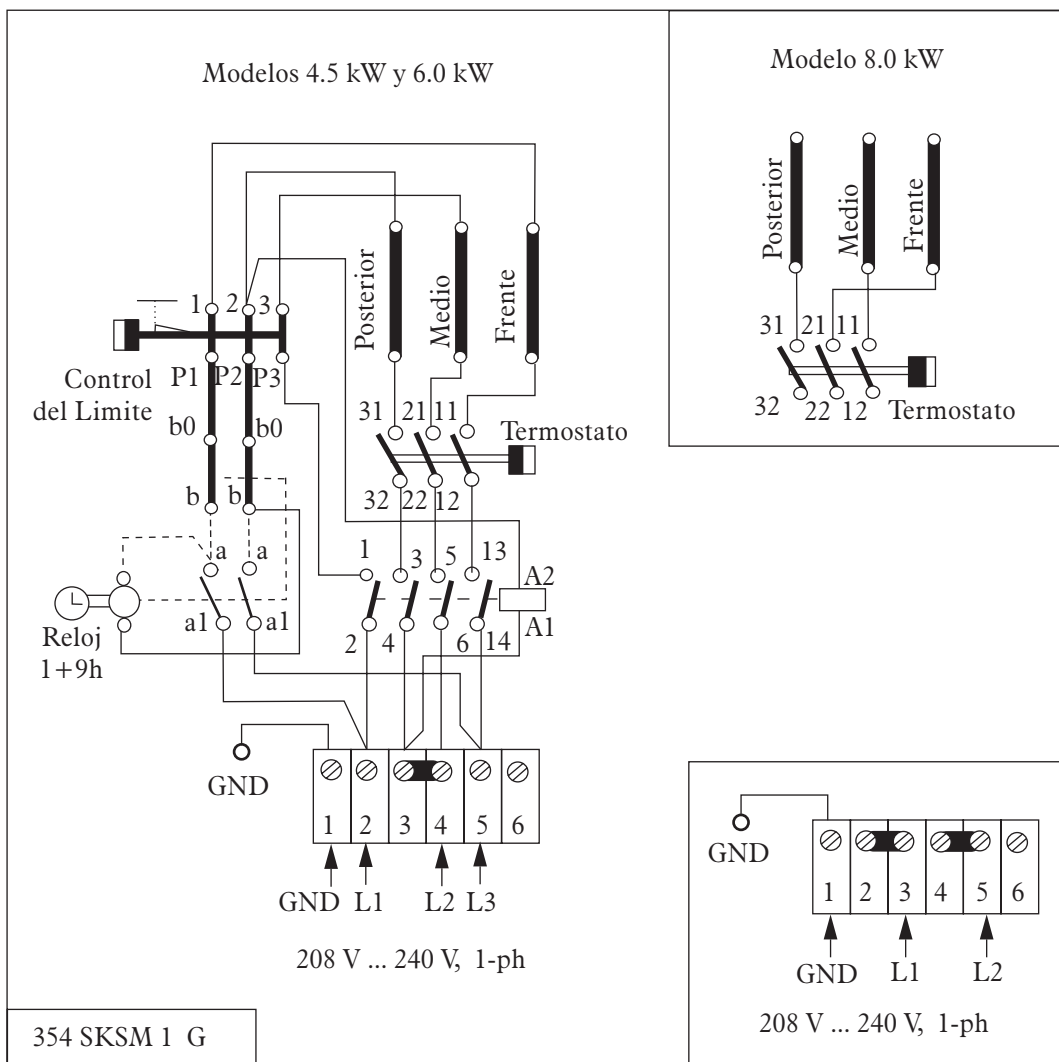 Modelos 4.5 kW y 6.0 kW
1 2 3
Control
del Limite
P1 P2 P3
b0 b0
b b
a a
a1 a1
Reloj
1+9h
Posterior
Medio
Frente
31 21 11
Termostato
32 22 12
1 3 5 13
A2
A1
2 4 6 14
GND
1 2 3 4 5 6
GND L1 L2 L3
208 V ... 240 V, 1-ph
354 SKSM 1 G
Modelo 8.0 kW
Posterior
Medio
Frente
31 21 11
32 22 12
Termostato
GND
1 2 3 4 5 6
GND L1 L2
208 V ... 240 V, 1-ph